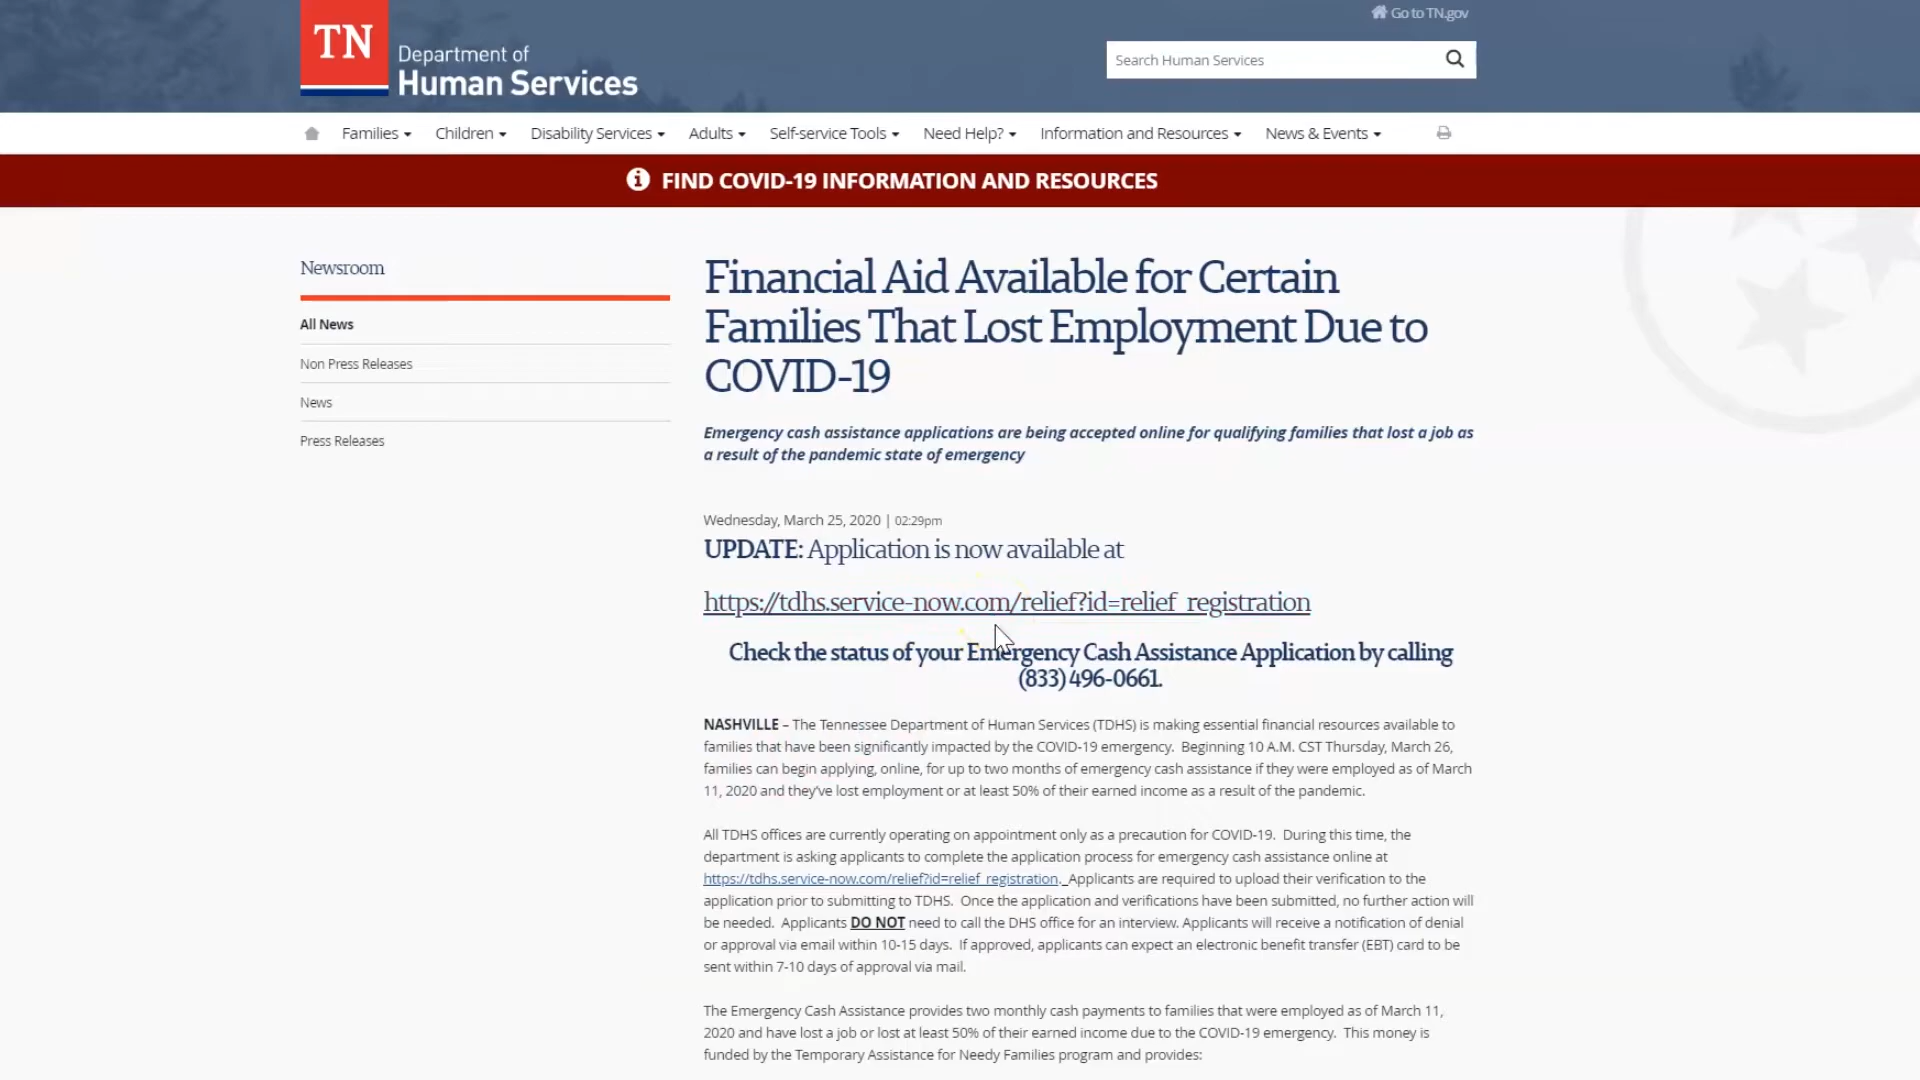 Go to TN.gov
TN
Department of
Human Services
Search Human Services
Families
Children
Disability Services
Adults
Self-service Tools
Need Help?
Information and Resources
News & Events
FIND COVID-19 INFORMATION AND RESOURCES
Newsroom
All News
Non Press Releases
News
Press Releases
Financial Aid Available for Certain
Families That Lost Employment Due to
COVID-19
Emergency cash assistance applications are being accepted online for qualifying families that lost a job as
a result of the pandemic state of emergency
Wednesday, March 25, 2020 | 02:29pm
UPDATE: Application is now available at
https://tdhs.service-now.com/relief?id=relief_registration
Check the status of your Emergency Cash Assistance Application by calling
(833) 496-0661.
NASHVILLE – The Tennessee Department of Human Services (TDHS) is making essential financial resources available to
families that have been significantly impacted by the COVID-19 emergency. Beginning 10 A.M. CST Thursday, March 26,
families can begin applying, online, for up to two months of emergency cash assistance if they were employed as of March
11, 2020 and they've lost employment or at least 50% of their earned income as a result of the pandemic.
All TDHS offices are currently operating on appointment only as a precaution for COVID-19. During this time, the
department is asking applicants to complete the application process for emergency cash assistance online at
https://tdhs.service-now.com/relief?id=relief_registration. Applicants are required to upload their verification to the
application prior to submitting to TDHS. Once the application and verifications have been submitted, no further action will
be needed. Applicants DO NOT need to call the DHS office for an interview. Applicants will receive a notification of denial
or approval via email within 10-15 days. If approved, applicants can expect an electronic benefit transfer (EBT) card to be
sent within 7-10 days of approval via mail.
The Emergency Cash Assistance provides two monthly cash payments to families that were employed as of March 11,
2020 and have lost a job or lost at least 50% of their earned income due to the COVID-19 emergency. This money is
funded by the Temporary Assistance for Needy Families program and provides: